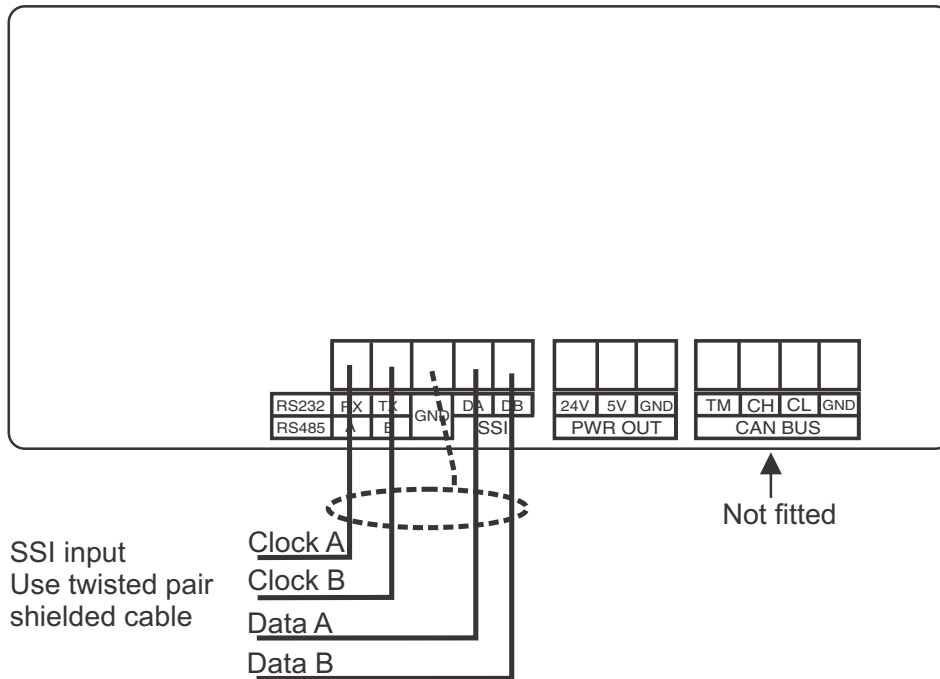 RS232 RX TX GND DA DB
RS485 A B SSI
24V 5V GND
PWR OUT
TM CH CL GND
CAN BUS
Not fitted
SSI input
Use twisted pair
shielded cable
Clock A
Clock B
Data A
Data B